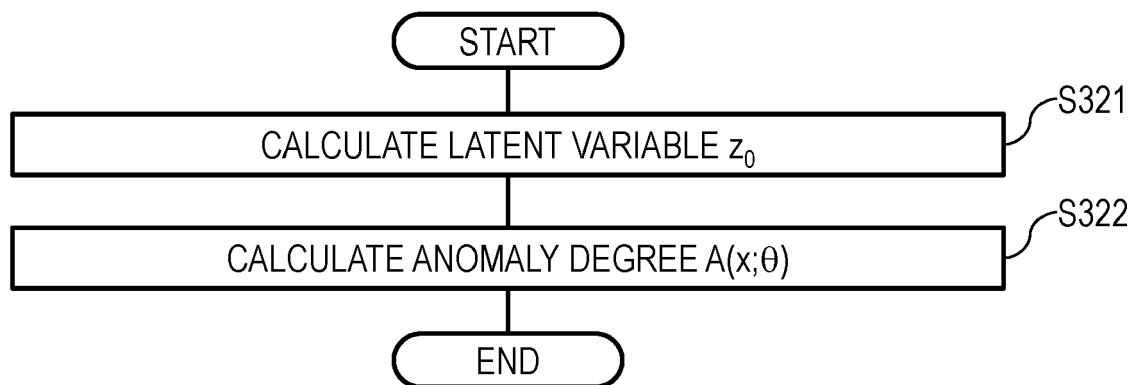 START
S321
CALCULATE LATENT VARIABLE z₀
S322
CALCULATE ANOMALY DEGREE A(x;θ)
END